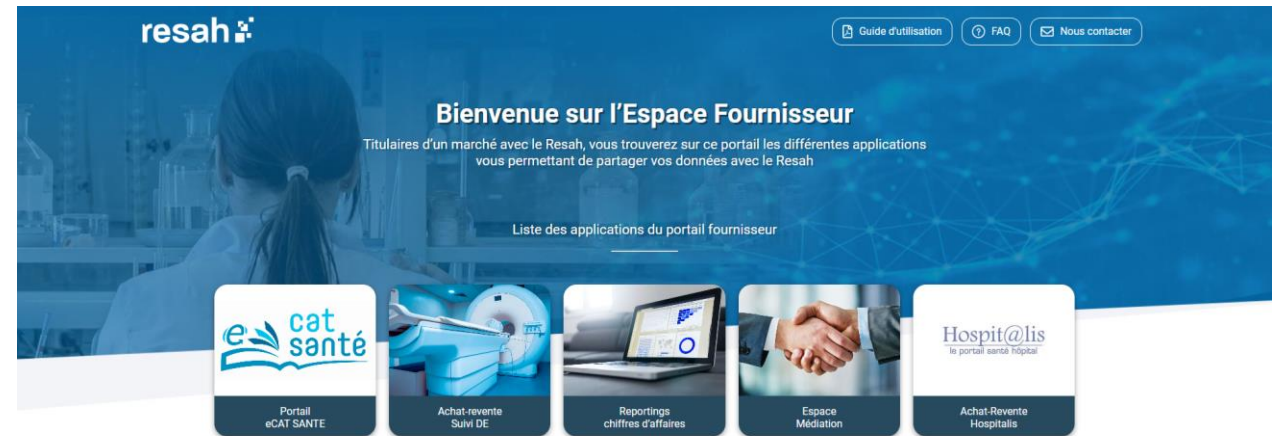 resah
Guide d'utilisation
FAQ
Nous contacter
Bienvenue sur l'Espace Fournisseur
Titulaires d'un marché avec le Resah, vous trouverez sur ce portail les différentes applications
vous permettant de partager vos données avec le Resah
Liste des applications du portail fournisseur
e cat
santé
Hospit@lis
le portail santé hôpital
Portail
eCAT SANTE
Achat-revente
Suivi DE
Reportings
chiffres d'affaires
Espace
Médiation
Achat-Revente
Hospitalis